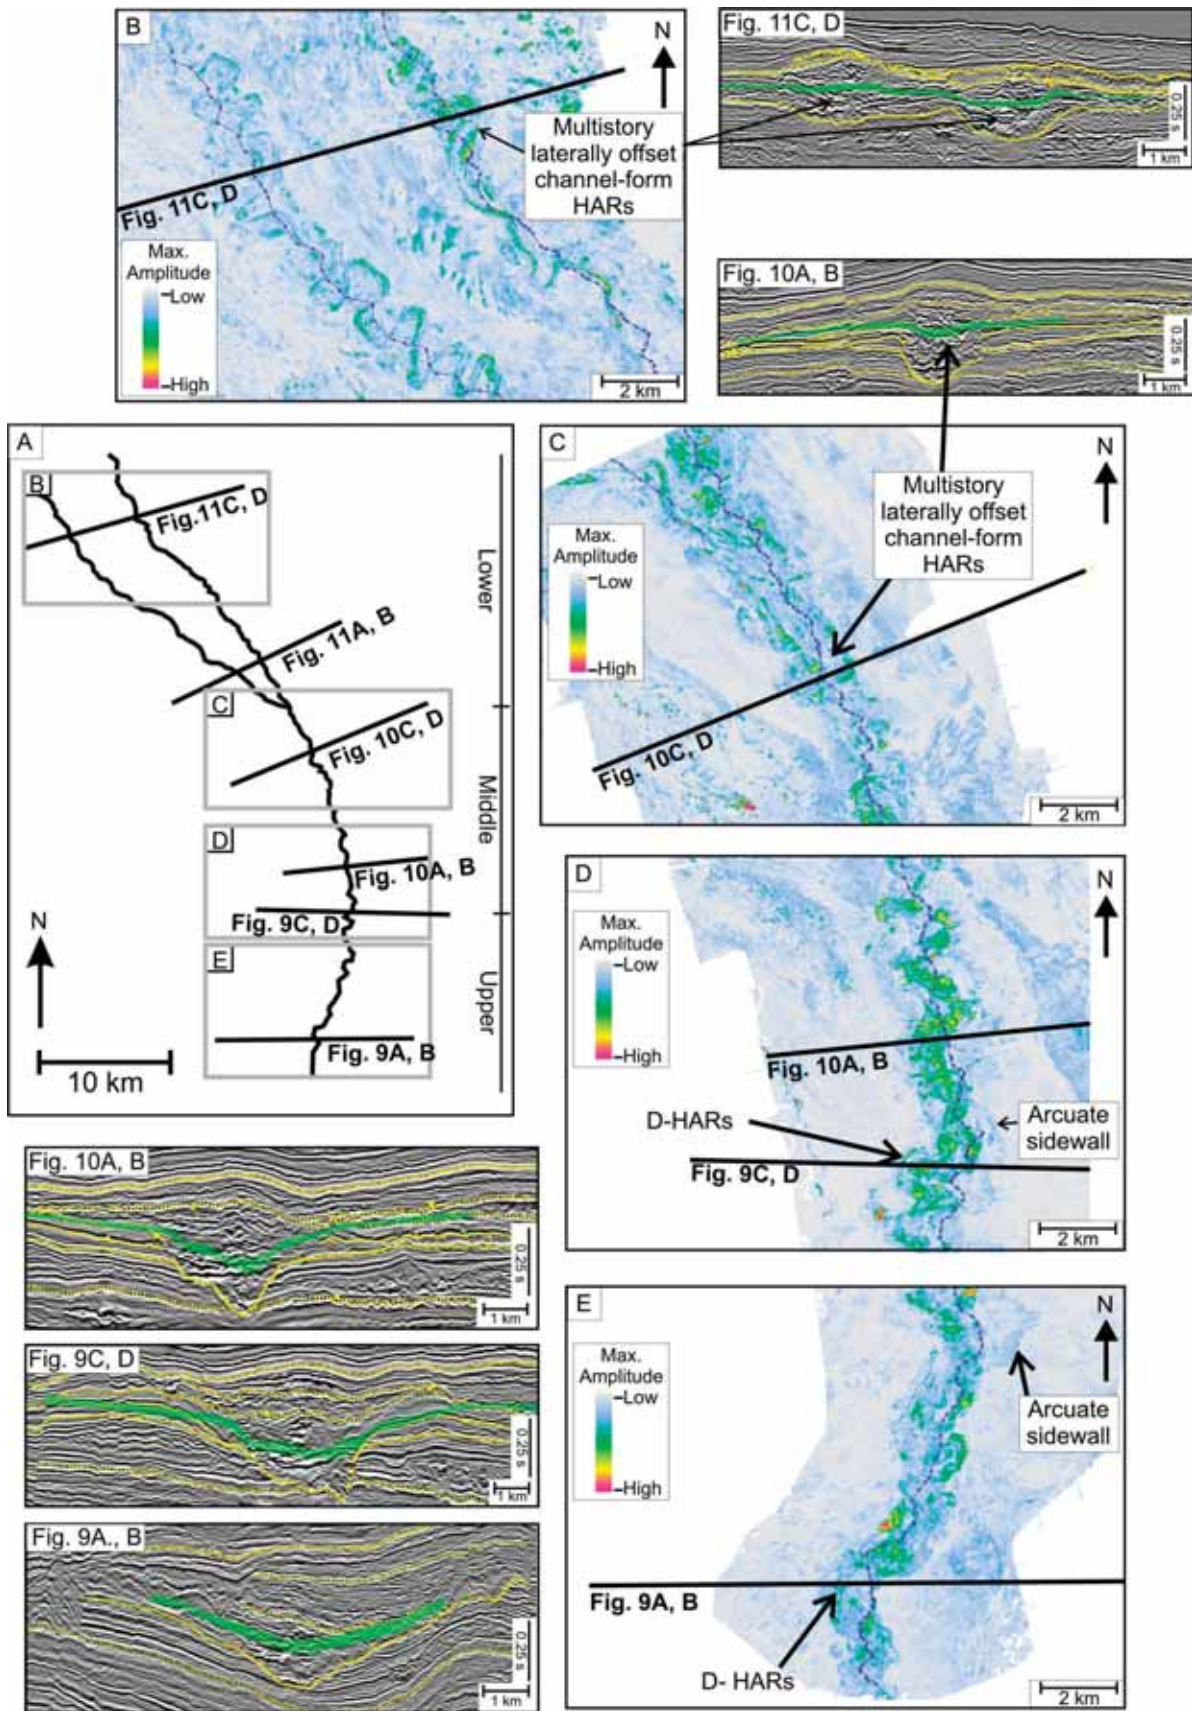 B
N
Fig. 11C, D
Multistory
laterally offset
channel-form
HARs
Max.
Amplitude
Low
High
2 km
Fig. 11C, D
0.25 s
1 km
Fig. 10A, B
0.25 s
1 km
A
B
Fig.11C, D
Fig. 11A, B
C
Fig. 10C, D
D
Fig. 10A, B
Fig. 9C, D
E
Fig. 9A, B
Lower
Middle
Upper
N
10 km
C
N
Multistory
laterally offset
channel-form
HARs
Max.
Amplitude
Low
High
Fig. 10C, D
2 km
D
N
Max.
Amplitude
Low
High
Fig. 10A, B
D-HARs
Arcuate
sidewall
Fig. 9C, D
2 km
Fig. 10A, B
0.25 s
1 km
Fig. 9C, D
0.25 s
1 km
Fig. 9A., B
0.25 s
1 km
E
N
Max.
Amplitude
Low
High
Arcuate
sidewall
Fig. 9A, B
D- HARs
2 km